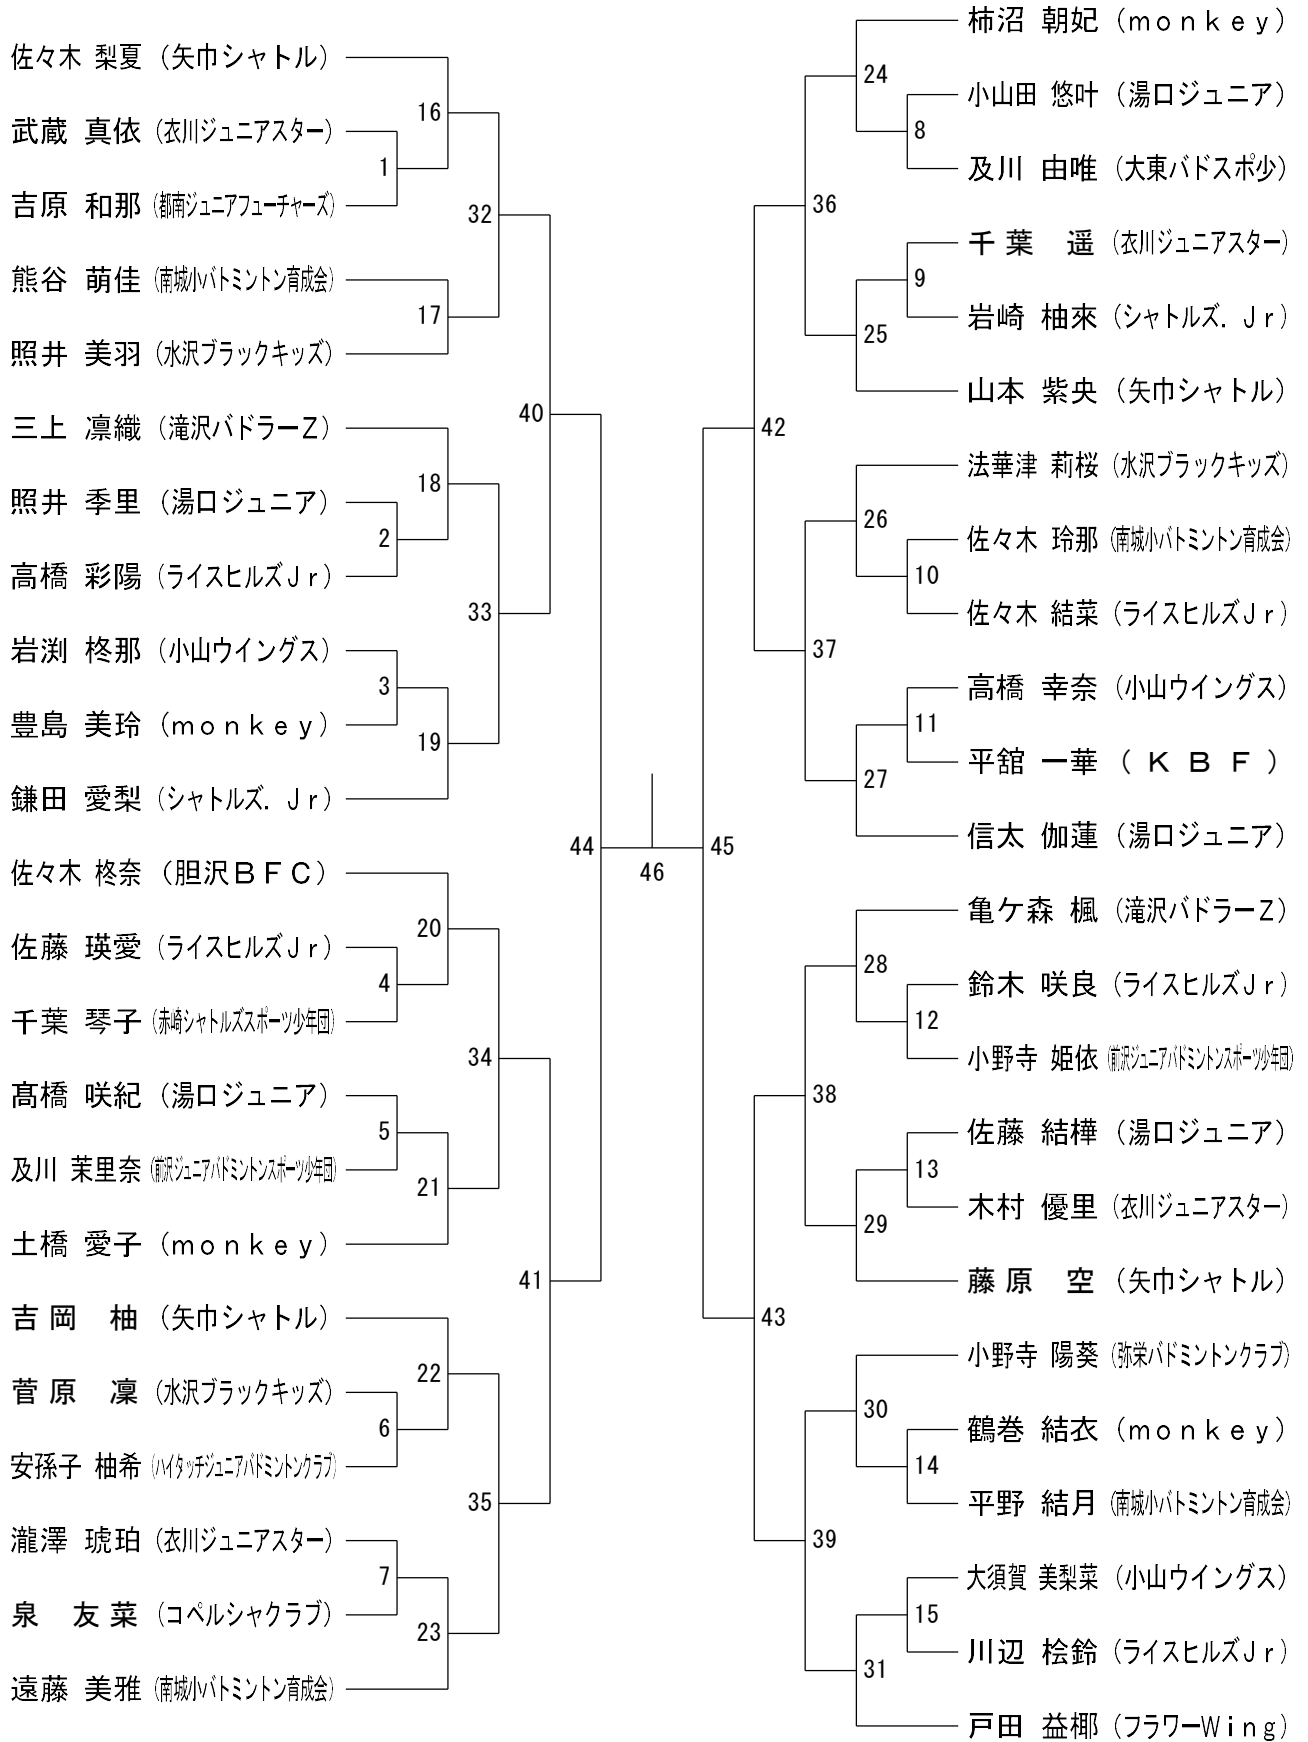 佐々木 梨夏 (矢巾シャトル)
武蔵 真依 (衣川ジュニアスター)
吉原 和那 (都南ジュニアフューチャーズ)
熊谷 萌佳 (南城小バトミントン育成会)
照井 美羽 (水沢ブラックキッズ)
三上 凛織 (滝沢バドラーZ)
照井 季里 (湯口ジュニア)
高橋 彩陽 (ライスヒルズJr)
岩渕 柊那 (小山ウイングス)
豊島 美玲 (monkey)
鎌田 愛梨 (シャトルズ. Jr)
佐々木 柊奈 (胆沢BFC)
佐藤 瑛愛 (ライスヒルズJr)
千葉 琴子 (赤崎シャトルズスポーツ少年団)
髙橋 咲紀 (湯口ジュニア)
及川 茉里奈 (前沢ジュニアバドミントンスポーツ少年団)
土橋 愛子 (monkey)
吉岡 柚 (矢巾シャトル)
菅原 凜 (水沢ブラックキッズ)
安孫子 柚希 (ハイタッチジュニアバドミントンクラブ)
瀧澤 琥珀 (衣川ジュニアスター)
泉 友菜 (コペルシャクラブ)
遠藤 美雅 (南城小バトミントン育成会)
1
2
3
4
5
6
7
16
17
18
19
20
21
22
23
32
33
34
35
40
41
44
46
45
42
43
36
37
38
39
24
25
26
27
28
29
30
31
8
9
10
11
12
13
14
15
柿沼 朝妃 (monkey)
小山田 悠叶 (湯口ジュニア)
及川 由唯 (大東バドスポ少)
千葉 遥 (衣川ジュニアスター)
岩崎 柚來 (シャトルズ. Jr)
山本 紫央 (矢巾シャトル)
法華津 莉桜 (水沢ブラックキッズ)
佐々木 玲那 (南城小バトミントン育成会)
佐々木 結菜 (ライスヒルズJr)
高橋 幸奈 (小山ウイングス)
平舘 一華 (KBF)
信太 伽蓮 (湯口ジュニア)
亀ケ森 楓 (滝沢バドラーZ)
鈴木 咲良 (ライスヒルズJr)
小野寺 姫依 (前沢ジュニアバドミントンスポーツ少年団)
佐藤 結樺 (湯口ジュニア)
木村 優里 (衣川ジュニアスター)
藤原 空 (矢巾シャトル)
小野寺 陽葵 (弥栄バドミントンクラブ)
鶴巻 結衣 (monkey)
平野 結月 (南城小バトミントン育成会)
大須賀 美梨菜 (小山ウイングス)
川辺 桧鈴 (ライスヒルズJr)
戸田 益椰 (フラワーWing)